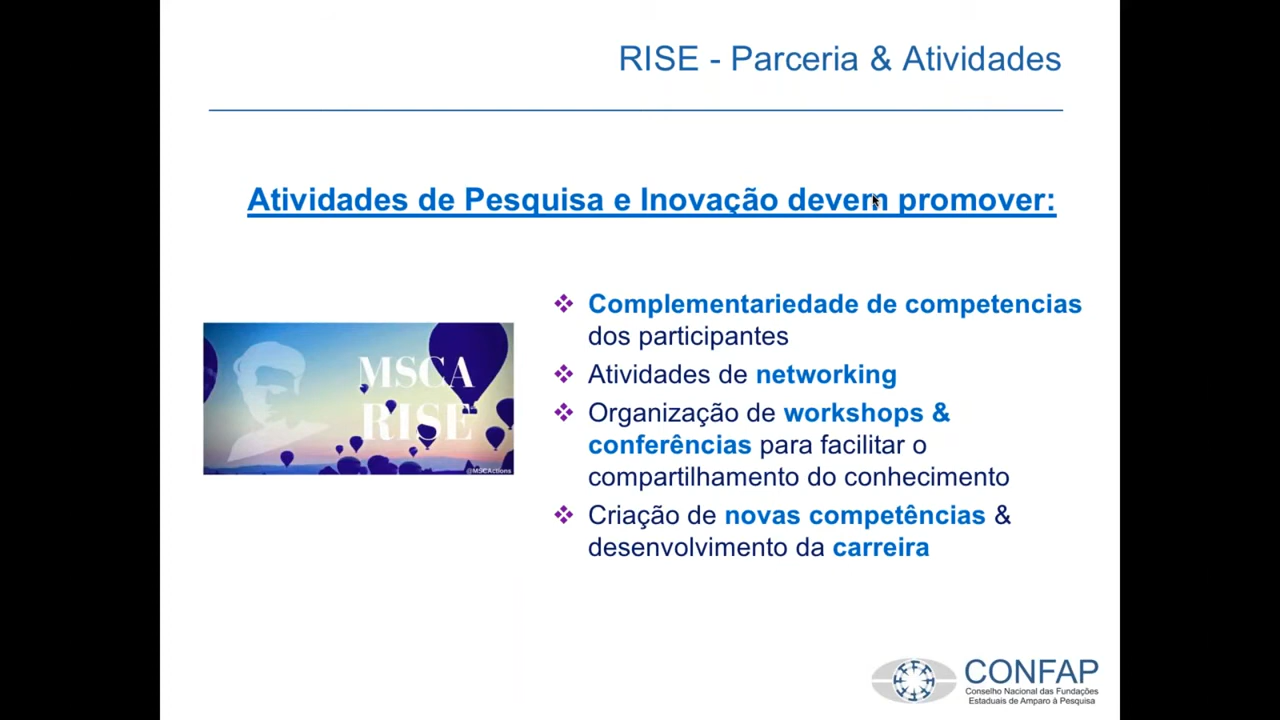 RISE - Parceria & Atividades
Atividades de Pesquisa e Inovação devem promover:
Complementariedade de competencias
dos participantes
Atividades de networking
Organização de workshops &
conferências para facilitar o
compartilhamento do conhecimento
Criação de novas competências &
desenvolvimento da carreira
MSCA
RISE
@MSCActions
CONFAP
Conselho Nacional das Fundações
Estaduais de Amparo à Pesquisa